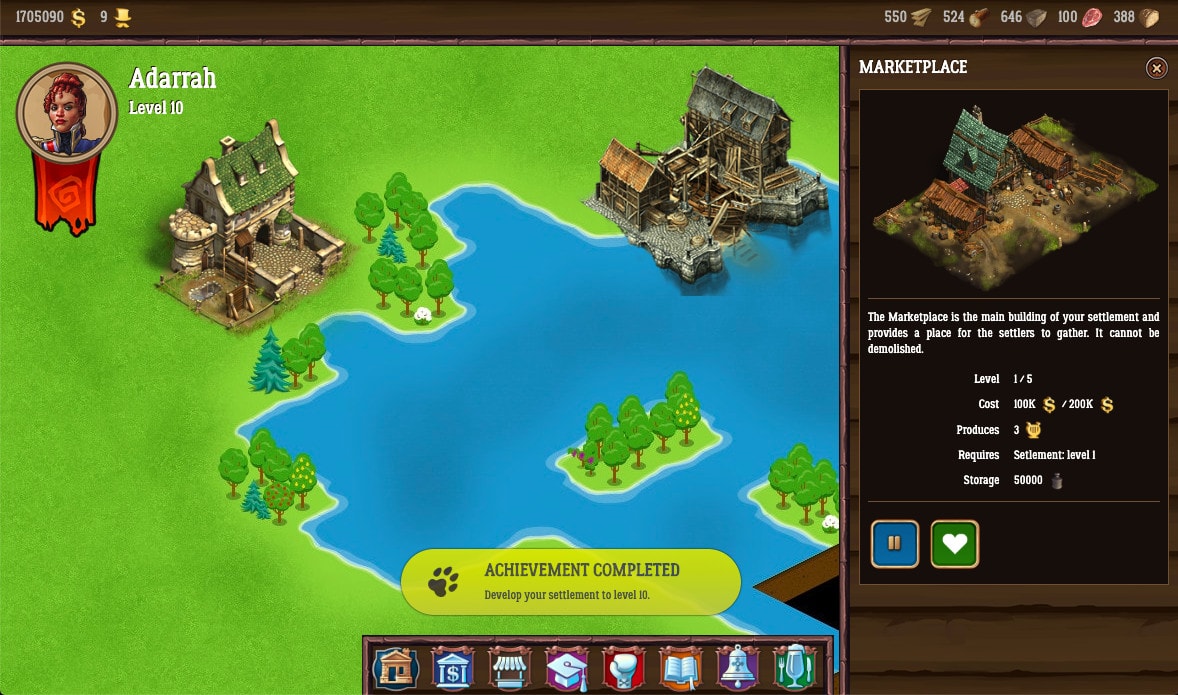 1705090 9 550 524 646 100 388
Adarrah
Level 10
MARKETPLACE
The Marketplace is the main building of your settlement and
provides a place for the settlers to gather. It cannot be
demolished.
Level 1 / 5
Cost 100K $ / 200K $
Produces 3
Requires Setlement: level 1
Storage 50000
ACHIEVEMENT COMPLETED
Develop your settlement to level 10.